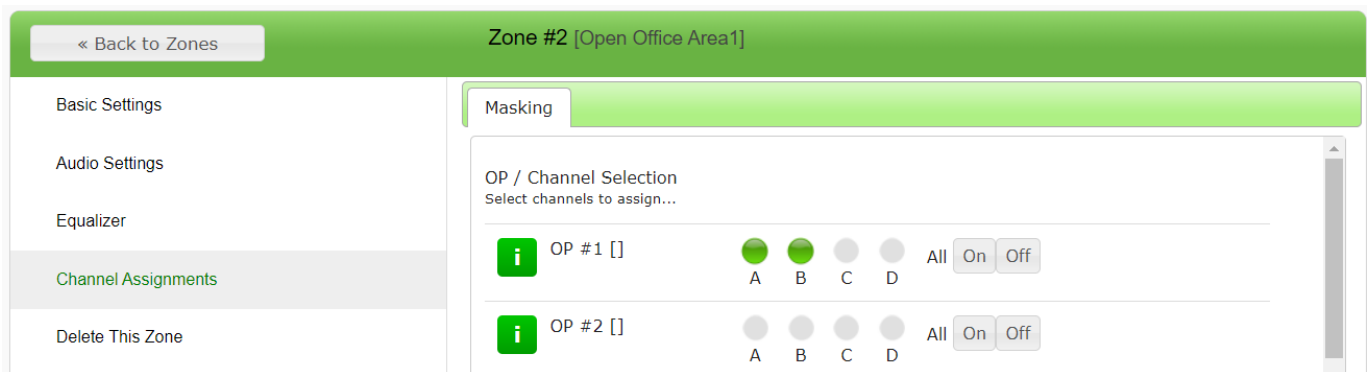 « Back to Zones
Zone #2 [Open Office Area1]
Basic Settings
Audio Settings
Equalizer
Channel Assignments
Delete This Zone
Masking
OP / Channel Selection
Select channels to assign...
i OP #1 [] All On Off
A B C D
i OP #2 [] All On Off
A B C D